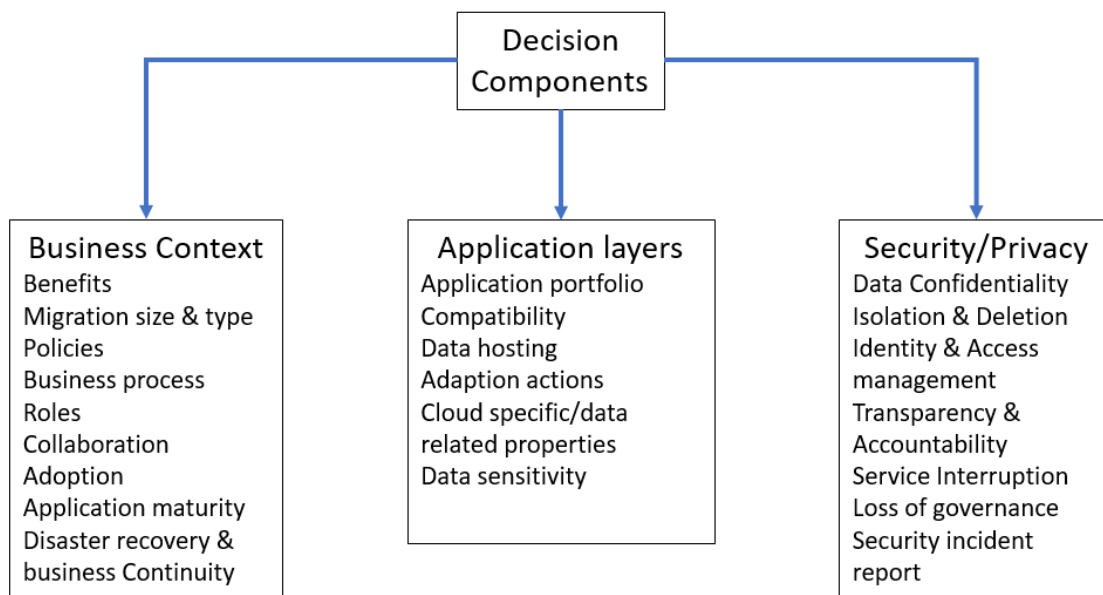 Decision
Components
Business Context
Benefits
Migration size & type
Policies
Business process
Roles
Collaboration
Adoption
Application maturity
Disaster recovery &
business Continuity
Application layers
Application portfolio
Compatibility
Data hosting
Adaption actions
Cloud specific/data
related properties
Data sensitivity
Security/Privacy
Data Confidentiality
Isolation & Deletion
Identity & Access
management
Transparency &
Accountability
Service Interruption
Loss of governance
Security incident
report